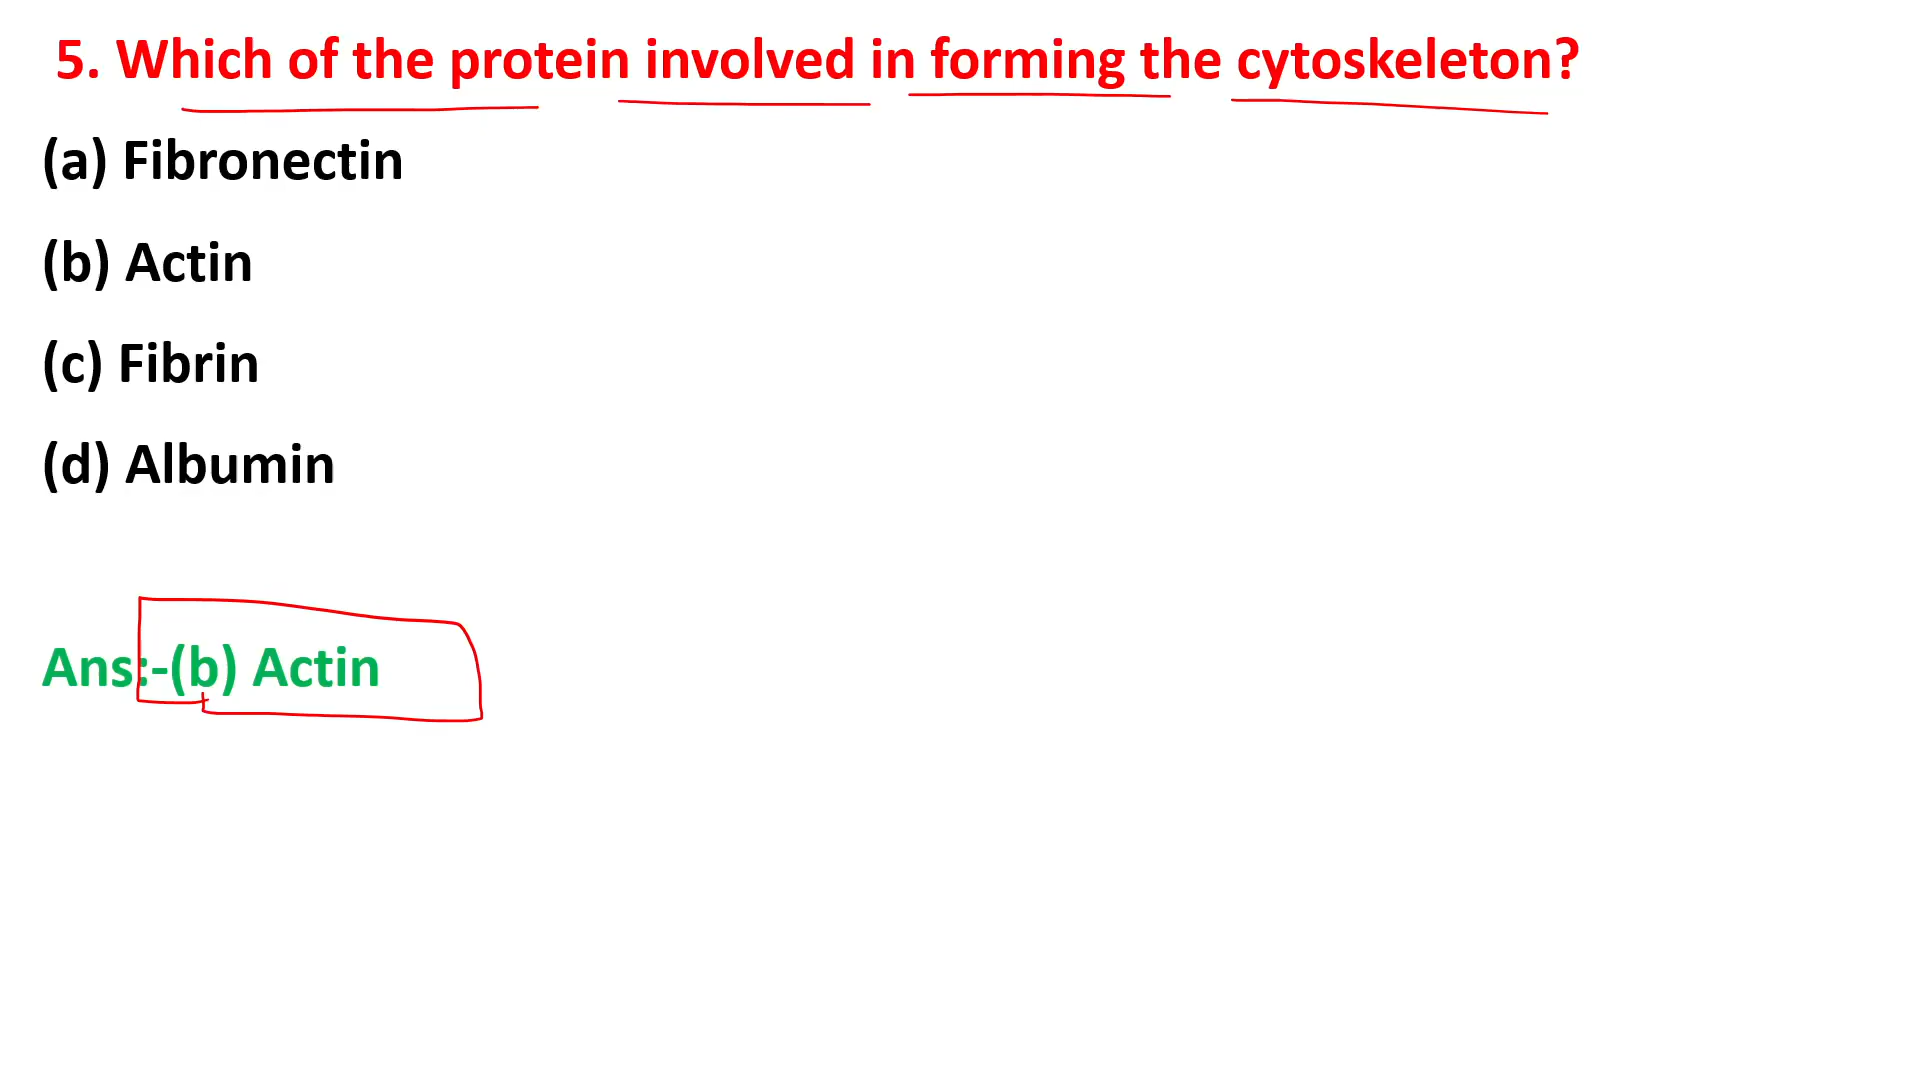 5. Which of the protein involved in forming the cytoskeleton?
(a) Fibronectin
(b) Actin
(c) Fibrin
(d) Albumin
Ans:-(b) Actin